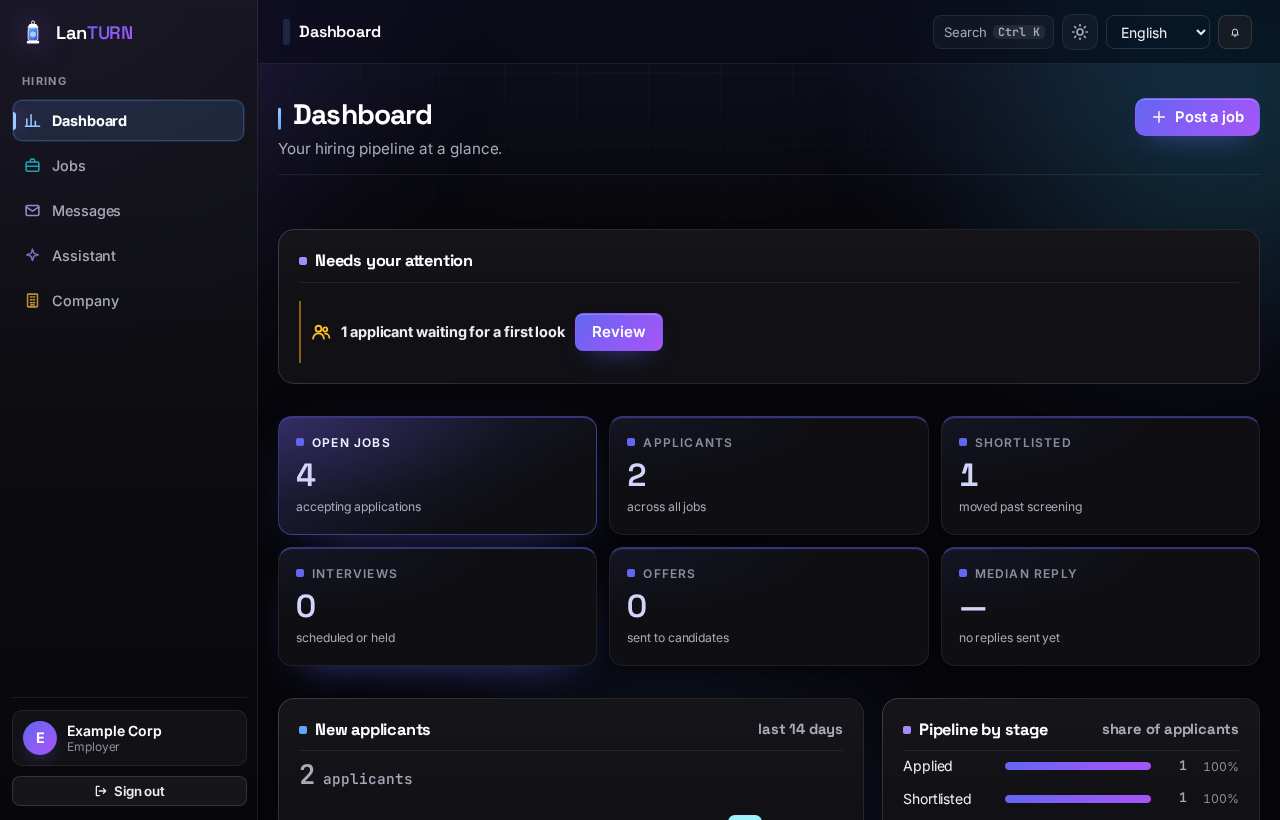 LanTURN
HIRING
Dashboard
Jobs
Messages
Assistant
Company
E
Example Corp
Employer
Sign out
Dashboard
Search Ctrl K
English
Dashboard
Your hiring pipeline at a glance.
Post a job
Needs your attention
1 applicant waiting for a first look
Review
OPEN JOBS
4
accepting applications
APPLICANTS
2
across all jobs
SHORTLISTED
1
moved past screening
INTERVIEWS
0
scheduled or held
OFFERS
0
sent to candidates
MEDIAN REPLY
—
no replies sent yet
New applicants
last 14 days
2 applicants
Pipeline by stage
share of applicants
Applied 1 100%
Shortlisted 1 100%